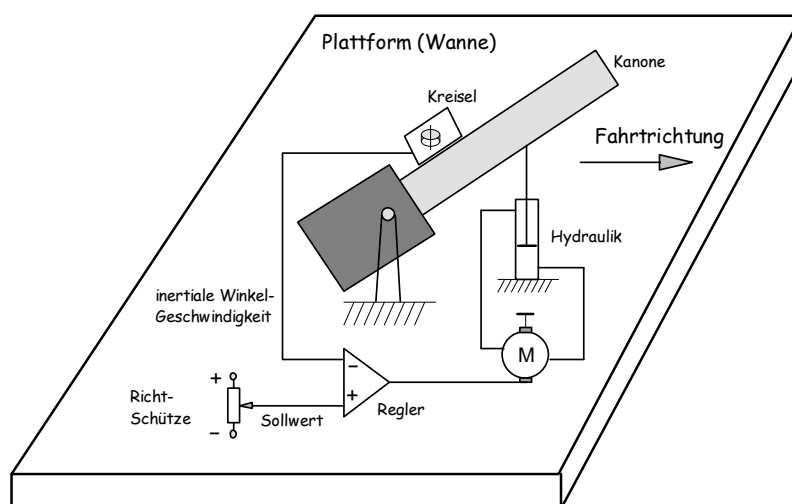 Plattform (Wanne)
Kanone
Kreisel
Fahrtrichtung
Hydraulik
inertiale Winkel-
Geschwindigkeit
M
−
+
Regler
+
Richt-
Schütze
−
Sollwert